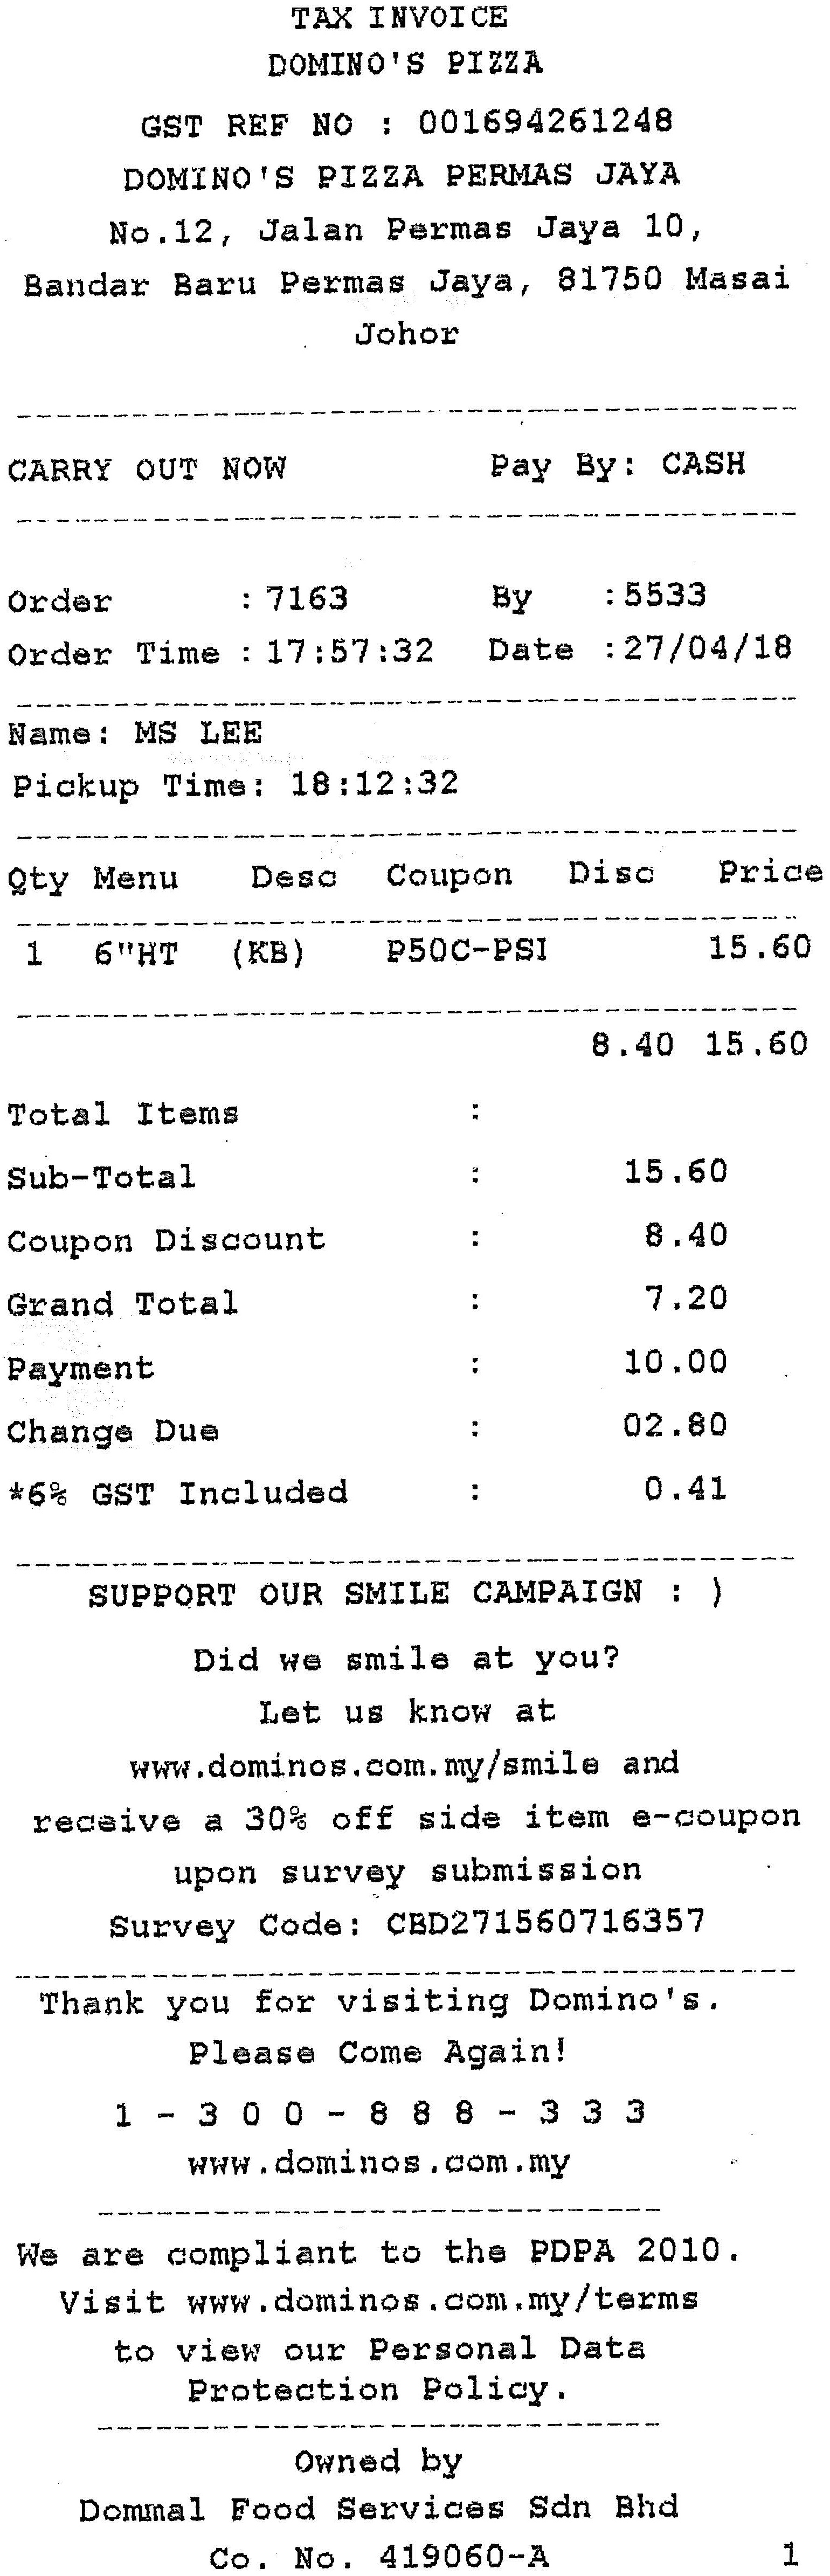 TAX INVOICE
DOMINO'S PIZZA
GST REF NO : 001694261248
DOMINO'S PIZZA PERMAS JAYA
No.12, Jalan Permas Jaya 10,
Bandar Baru Permas Jaya, 81750 Masai
Johor
CARRY OUT NOW Pay By: CASH
Order :7163 By :5533
Order Time :17:57:32 Date :27/04/18
Name: MS LEE
Pickup Time: 18:12:32
Qty Menu Desc Coupon Disc Price
1 6"HT (KB) P50C-PSI 15.60
8.40 15.60
Total Items :
Sub-Total : 15.60
Coupon Discount : 8.40
Grand Total : 7.20
Payment : 10.00
Change Due : 02.80
*6% GST Included : 0.41
SUPPORT OUR SMILE CAMPAIGN : )
Did we smile at you?
Let us know at
www.dominos.com.my/smile and
receive a 30% off side item e-coupon
upon survey submission
Survey Code: CBD271560716357
Thank you for visiting Domino's.
Please Come Again!
1 - 3 0 0 - 8 8 8 - 3 3 3
www.dominos.com.my
We are compliant to the PDPA 2010.
Visit www.dominos.com.my/terms
to view our Personal Data
Protection Policy.
Owned by
Dommal Food Services Sdn Bhd
Co. No. 419060-A 1